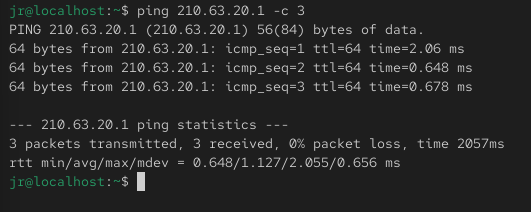 jr@localhost:~$ ping 210.63.20.1 -c 3
PING 210.63.20.1 (210.63.20.1) 56(84) bytes of data.
64 bytes from 210.63.20.1: icmp_seq=1 ttl=64 time=2.06 ms
64 bytes from 210.63.20.1: icmp_seq=2 ttl=64 time=0.648 ms
64 bytes from 210.63.20.1: icmp_seq=3 ttl=64 time=0.678 ms

--- 210.63.20.1 ping statistics ---
3 packets transmitted, 3 received, 0% packet loss, time 2057ms
rtt min/avg/max/mdev = 0.648/1.127/2.055/0.656 ms
jr@localhost:~$